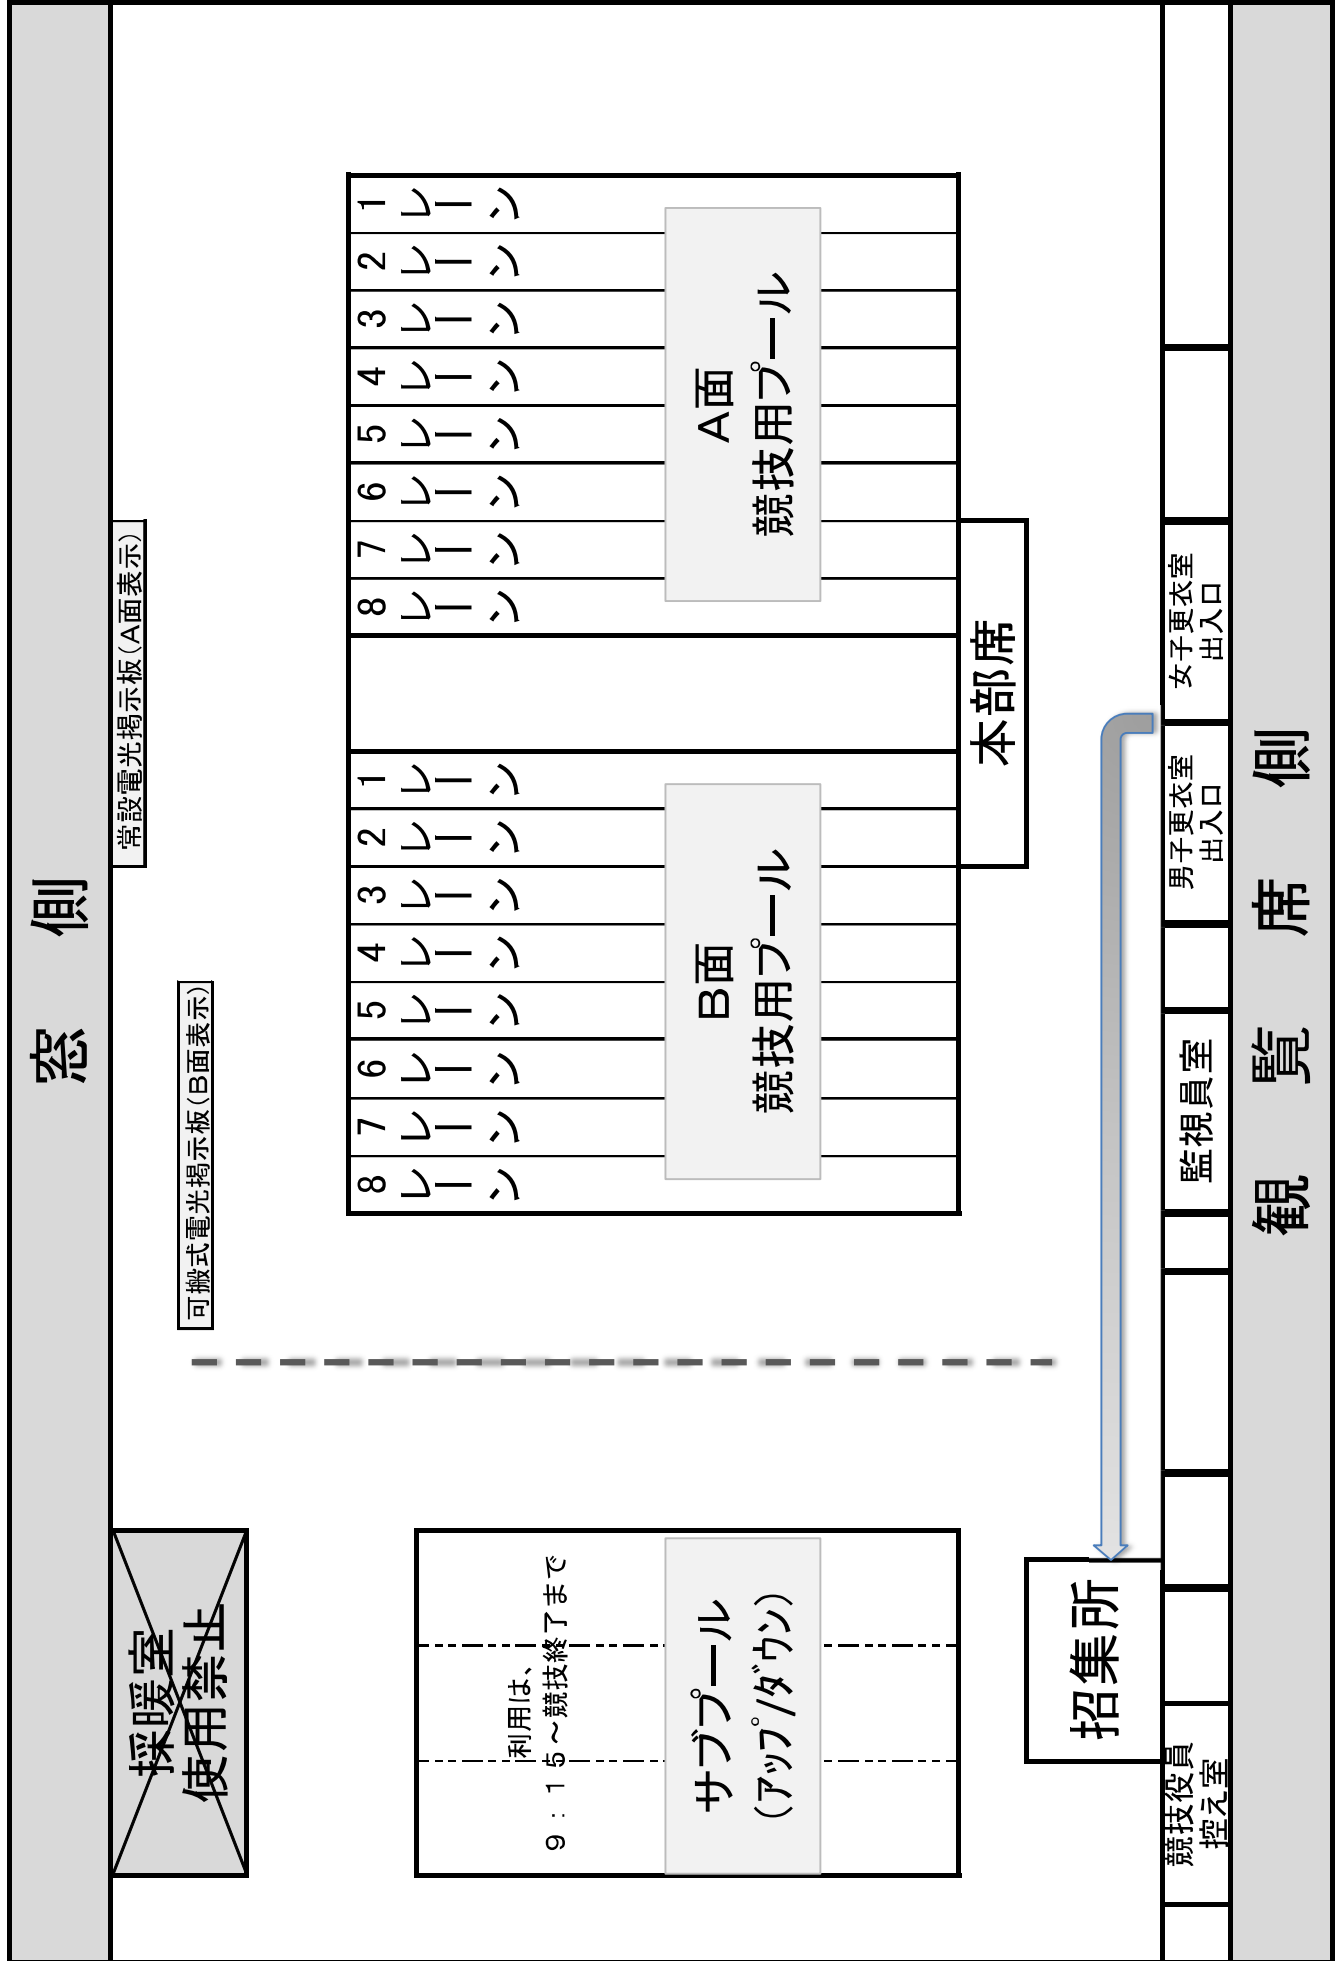 窓側
常設電光掲示板（A面表示）
可搬式電光掲示板（B面表示）
採暖室
使用禁止
1レーン
2レーン
3レーン
4レーン
5レーン
6レーン
7レーン
8レーン
A面
競技用プール
1レーン
2レーン
3レーン
4レーン
5レーン
6レーン
7レーン
8レーン
B面
競技用プール
利用は、
９：１５～競技終了まで
サブプール
（ｱｯﾌﾟ/ﾀﾞｳﾝ）
本部席
招集所
女子更衣室
出入口
男子更衣室
出入口
監視員室
競技役員
控え室
観覧席側